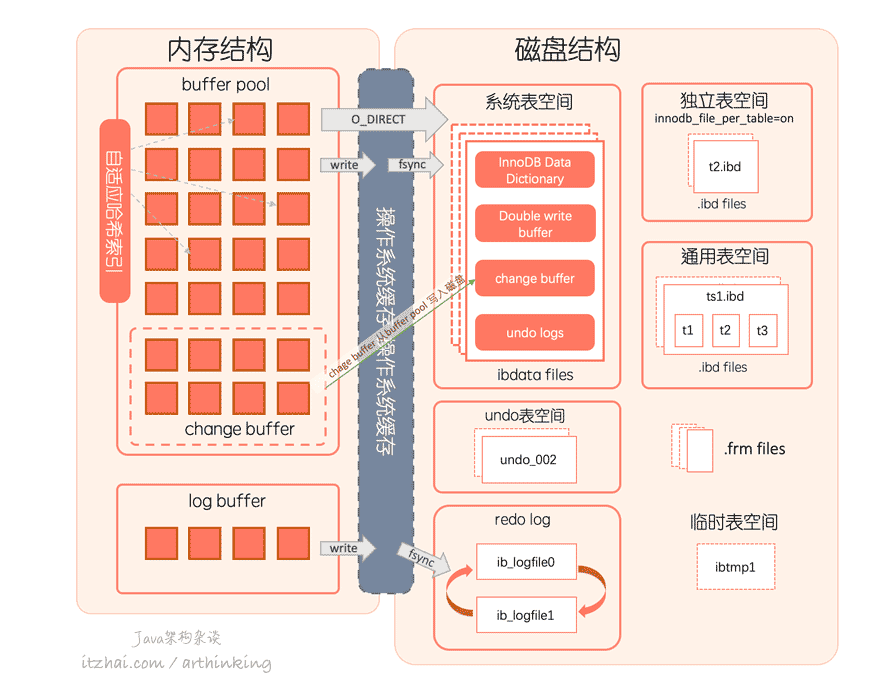 内存结构
buffer pool
自适应哈希索引
change buffer
log buffer
O_DIRECT
write
fsync
操作系统缓存
操作系统缓存
chage buffer 从buffer pool 写入磁盘
write
fsync
磁盘结构
系统表空间
InnoDB Data
Dictionary
Double write
buffer
change buffer
undo logs
ibdata files
undo表空间
undo_002
redo log
ib_logfile0
ib_logfile1
独立表空间
innodb_file_per_table=on
t2.ibd
.ibd files
通用表空间
ts1.ibd
t1
t2
t3
.ibd files
.frm files
临时表空间
ibtmp1
Java架构杂谈
itzhai.com / arthinking